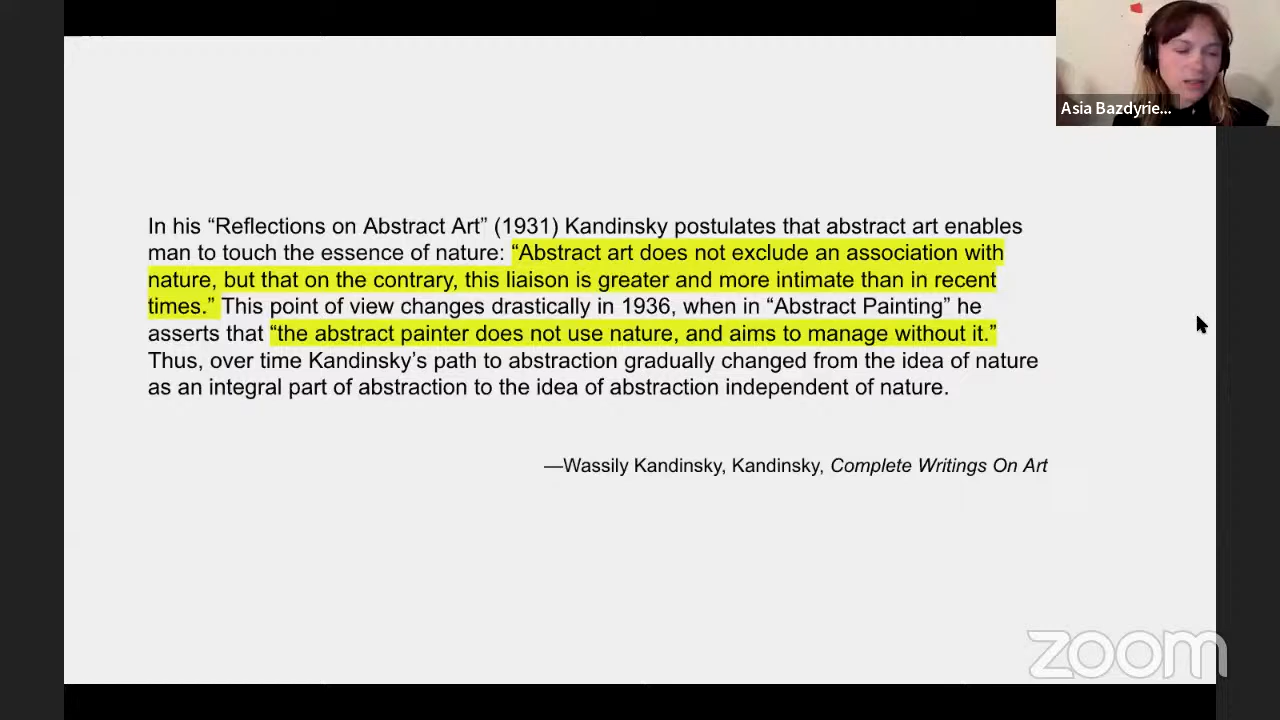 Asia Bazdyrie...
In his “Reflections on Abstract Art” (1931) Kandinsky postulates that abstract art enables
man to touch the essence of nature: “Abstract art does not exclude an association with
nature, but that on the contrary, this liaison is greater and more intimate than in recent
times.” This point of view changes drastically in 1936, when in “Abstract Painting” he
asserts that “the abstract painter does not use nature, and aims to manage without it.”
Thus, over time Kandinsky’s path to abstraction gradually changed from the idea of nature
as an integral part of abstraction to the idea of abstraction independent of nature.
—Wassily Kandinsky, Kandinsky, Complete Writings On Art
zoom